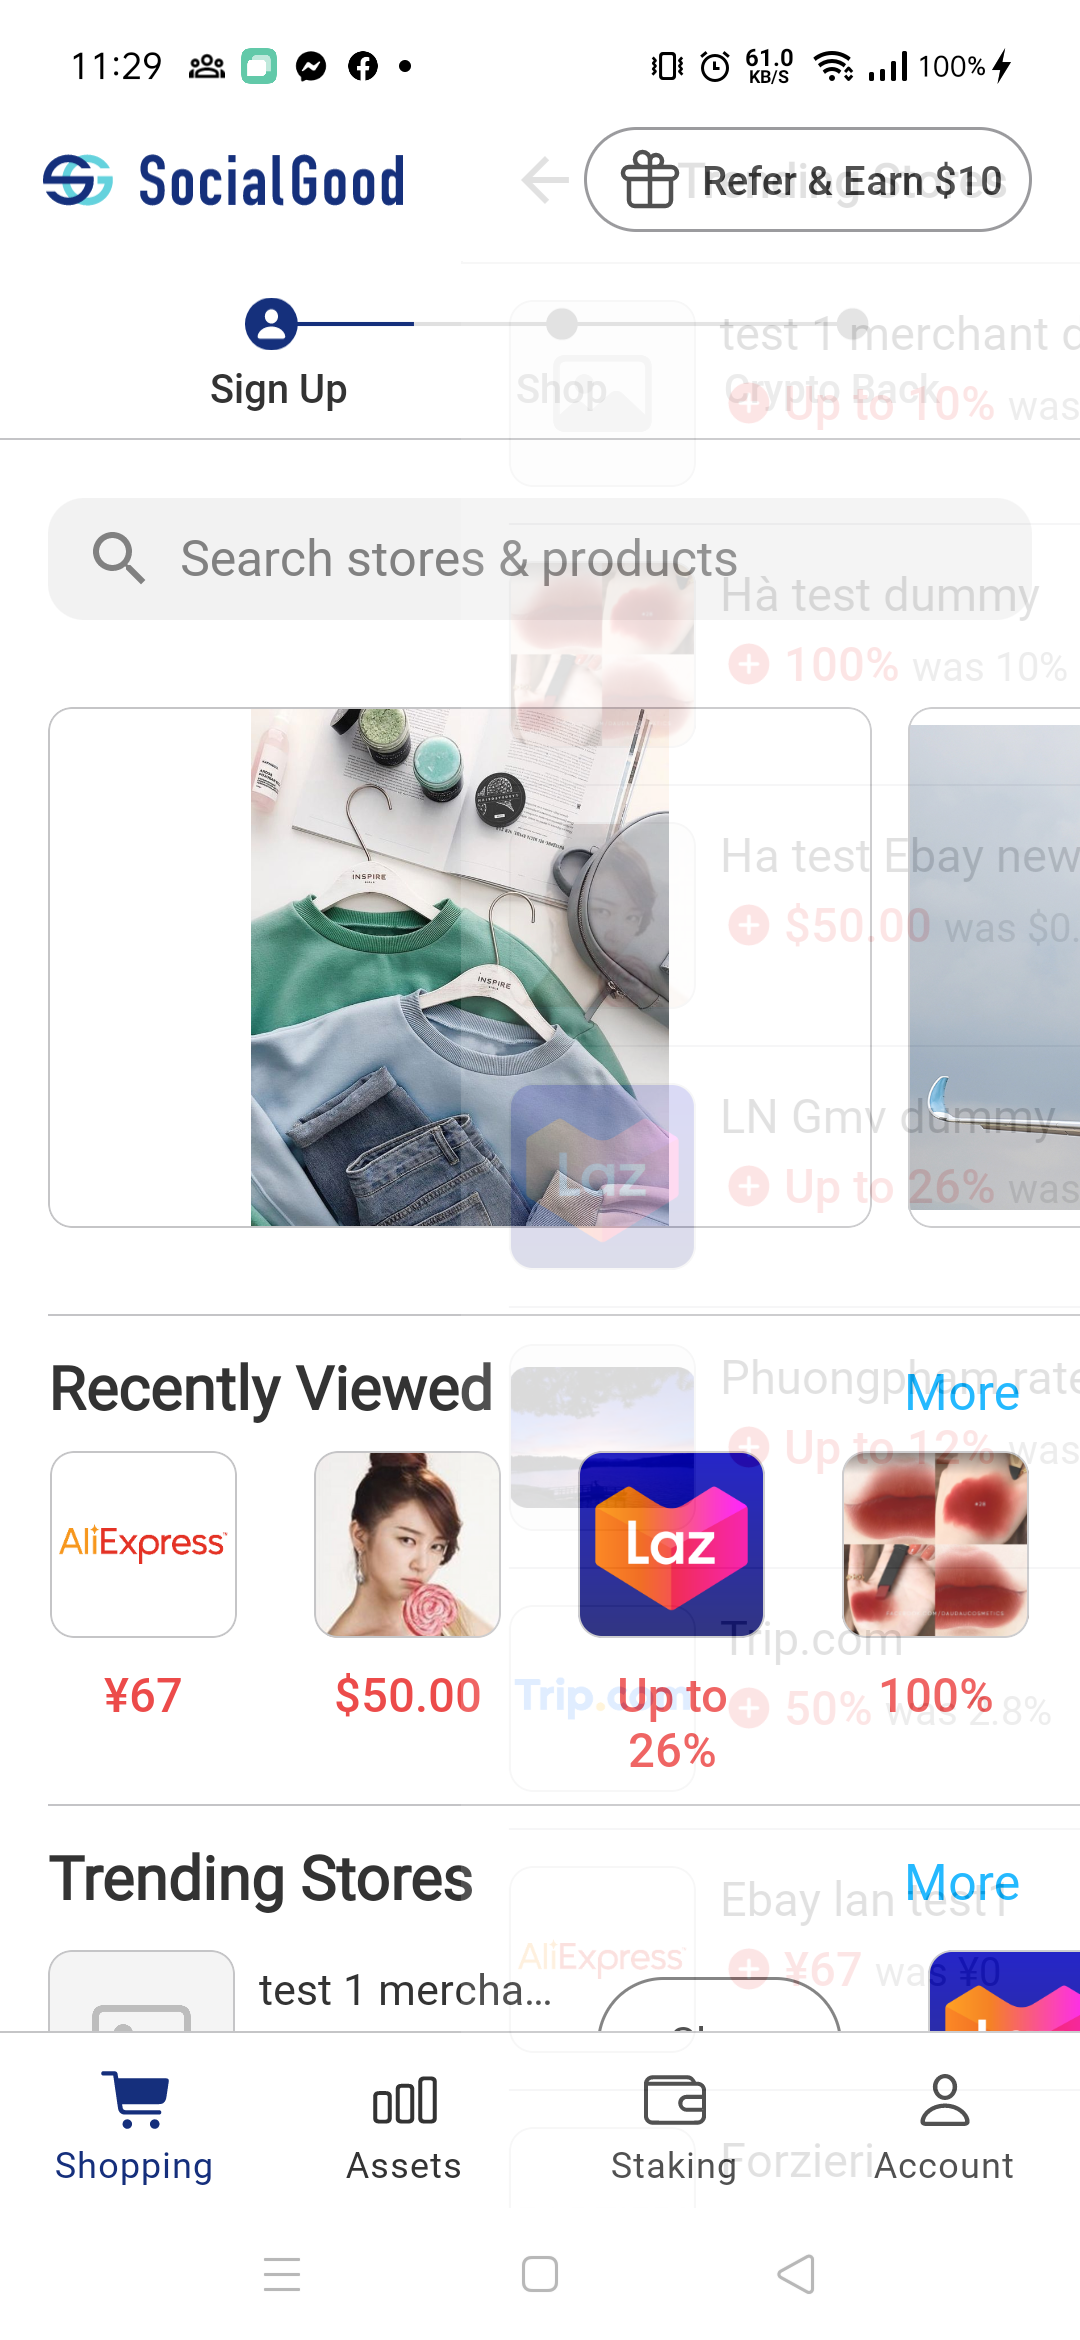 11:29
61.0
KB/S
100%
SocialGood
Refer & Earn $10
Trending Stores
Sign Up
Shop
Crypto Back
test 1 merchant
Up to 10% was
Search stores & products
Hà test dummy
100% was 10%
INSPIRE
INSPIRE
Ha test Ebay new
$50.00 was $0.
LN Gmv dummy
Laz
Up to 26% was
Recently Viewed
More
Phuongpham rate
Up to 12% was
AliExpress
Laz
Trip.com
Trip.com
50% was 2.8%
¥67
$50.00
Up to
26%
100%
Trending Stores
More
Ebay lan test1
AliExpress
¥67 was ¥0
test 1 mercha...
Forzieri
Shopping
Assets
Staking
Account